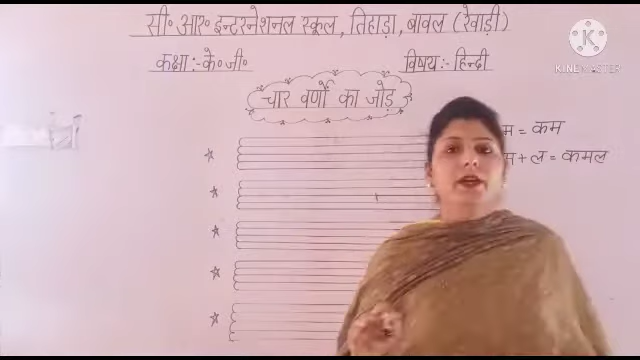 सी॰ आर॰ इन्टरनेशनल स्कूल, तिहाड़ा, बावल (रेवाड़ी)
कक्षा :- के॰ जी॰
विषय :- हिन्दी
चार वर्णो का जोड़
म = कम
म + ल = कमल
KINEMASTER